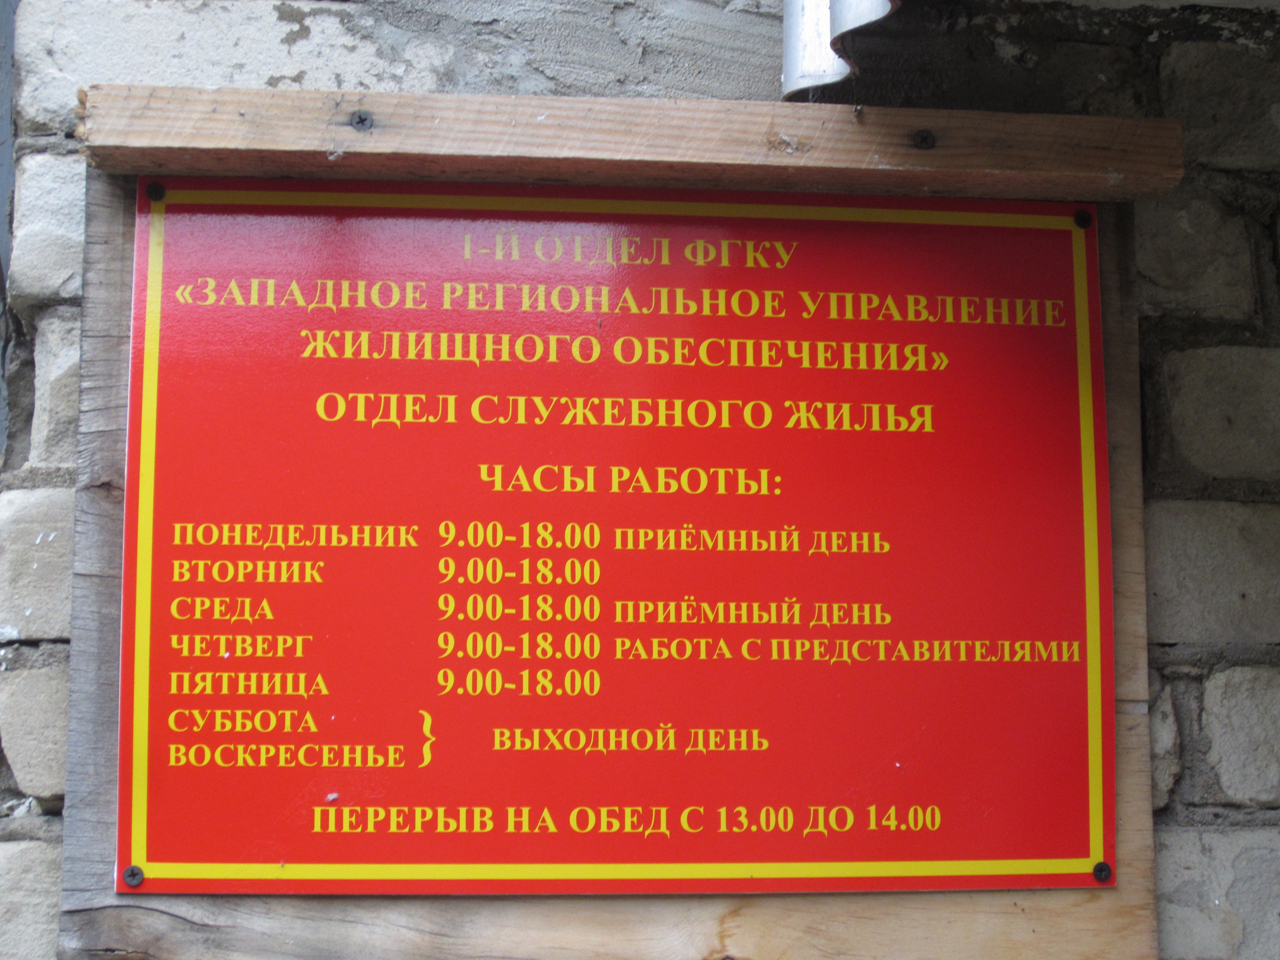 1-Й ОТДЕЛ ФГКУ
«ЗАПАДНОЕ РЕГИОНАЛЬНОЕ УПРАВЛЕНИЕ
ЖИЛИЩНОГО ОБЕСПЕЧЕНИЯ»
ОТДЕЛ СЛУЖЕБНОГО ЖИЛЬЯ
ЧАСЫ РАБОТЫ:
ПОНЕДЕЛЬНИК 9.00-18.00 ПРИЁМНЫЙ ДЕНЬ
ВТОРНИК 9.00-18.00
СРЕДА 9.00-18.00 ПРИЁМНЫЙ ДЕНЬ
ЧЕТВЕРГ 9.00-18.00 РАБОТА С ПРЕДСТАВИТЕЛЯМИ
ПЯТНИЦА 9.00-18.00
СУББОТА
ВОСКРЕСЕНЬЕ } ВЫХОДНОЙ ДЕНЬ
ПЕРЕРЫВ НА ОБЕД С 13.00 ДО 14.00